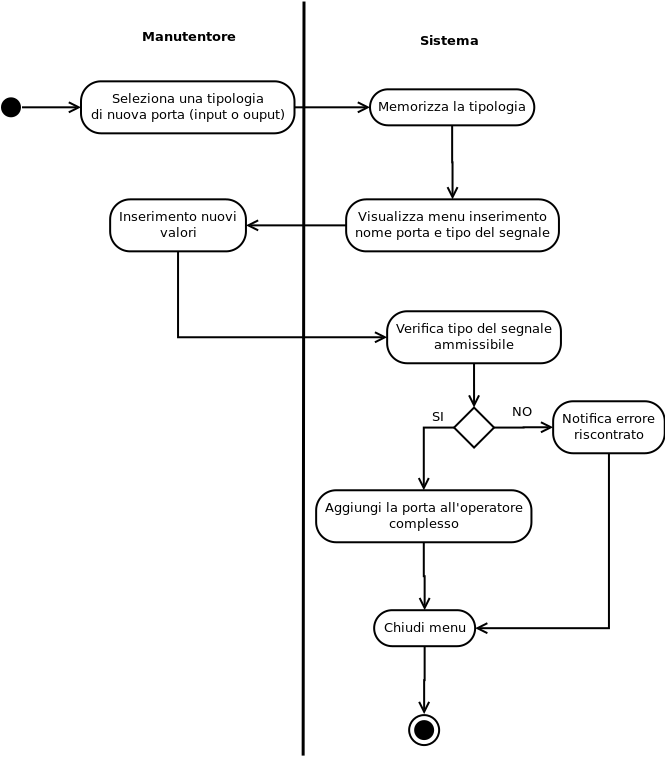 Manutentore
Sistema
Seleziona una tipologia
di nuova porta (input o ouput)
Memorizza la tipologia
Inserimento nuovi
valori
Visualizza menu inserimento
nome porta e tipo del segnale
Verifica tipo del segnale
ammissibile
SI
NO
Notifica errore
riscontrato
Aggiungi la porta all'operatore
complesso
Chiudi menu